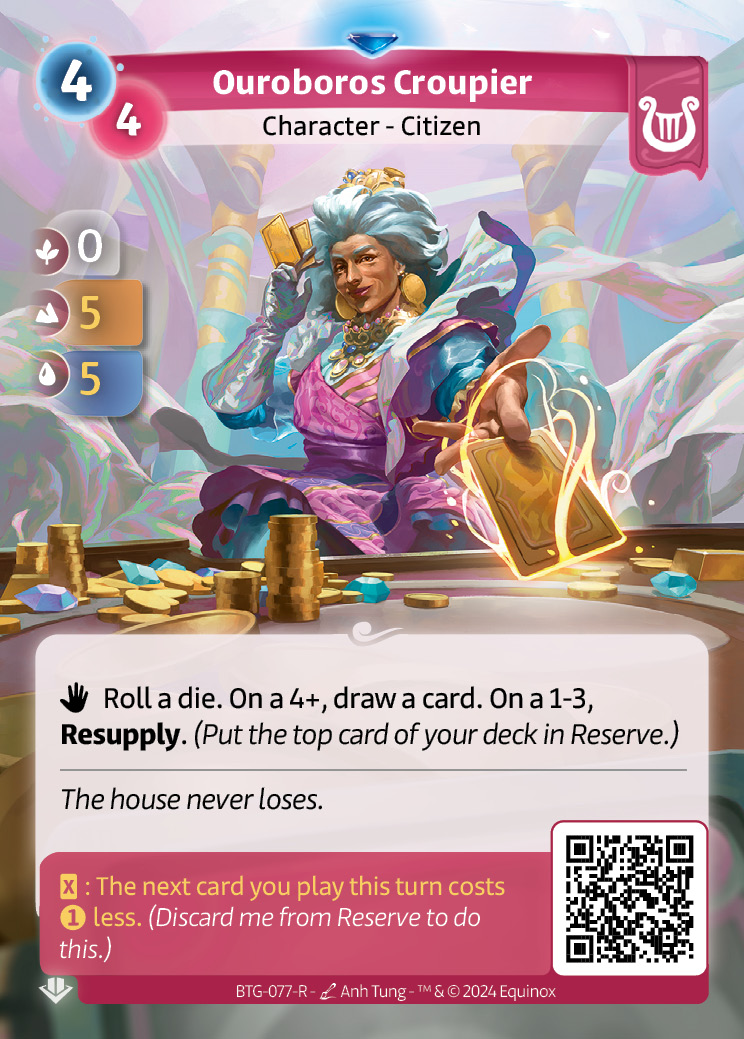 4
Ouroboros Croupier
4
Character - Citizen
0
5
5
Roll a die. On a 4+, draw a card. On a 1-3,
Resupply. (Put the top card of your deck in Reserve.)
The house never loses.
X : The next card you play this turn costs
1 less. (Discard me from Reserve to do
this.)
BTG-077-R - Anh Tung - ™ & © 2024 Equinox